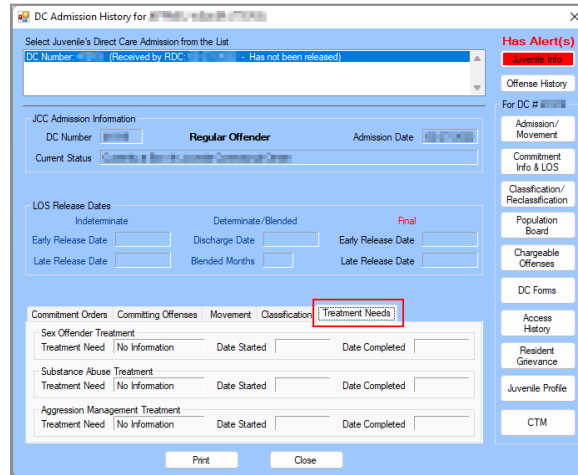 DC Admission History for
Select Juvenile's Direct Care Admission from the List
DC Number: (Received by RDC: - Has not been released)
JCC Admission Information
DC Number Regular Offender Admission Date
Current Status
LOS Release Dates
Indeterminate Determinate/Blended Final
Early Release Date Discharge Date Early Release Date
Late Release Date Blended Months Late Release Date
Commitment Orders Committing Offenses Movement Classification Treatment Needs
Sex Offender Treatment
Treatment Need No Information Date Started Date Completed
Substance Abuse Treatment
Treatment Need No Information Date Started Date Completed
Aggression Management Treatment
Treatment Need No Information Date Started Date Completed
Print Close
Has Alert(s)
Juvenile Info
Offense History
For DC #
Admission/
Movement
Commitment
Info & LOS
Classification/
Reclassification
Population
Board
Chargeable
Offenses
DC Forms
Access
History
Resident
Grievance
Juvenile Profile
CTM